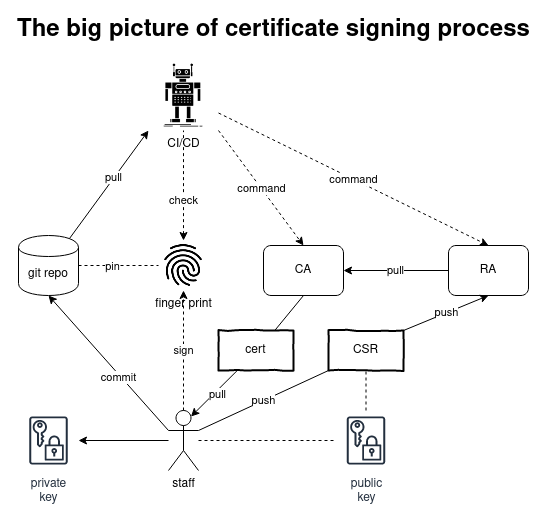 The big picture of certificate signing process
CI/CD
pull
check
command
command
git repo
pin
finger print
CA
pull
RA
push
sign
cert
CSR
commit
pull
push
private
key
staff
public
key